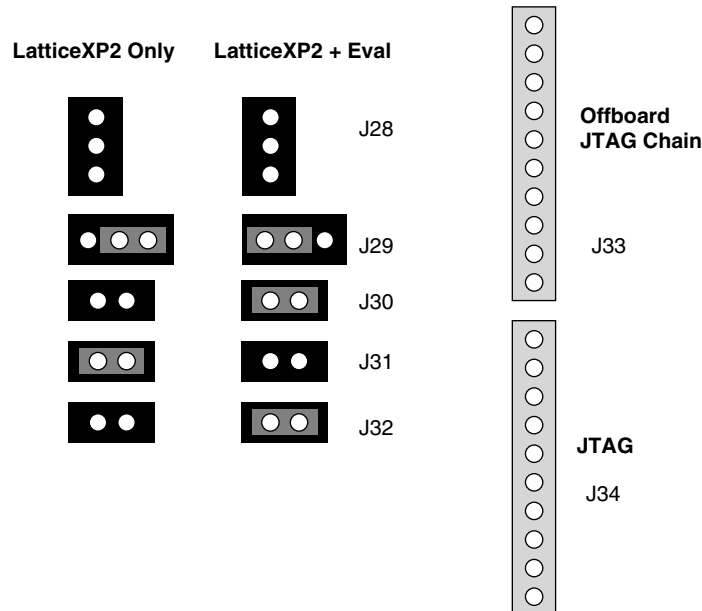 LatticeXP2 Only
LatticeXP2 + Eval
J28
J29
J30
J31
J32
Offboard
JTAG Chain
J33
JTAG
J34